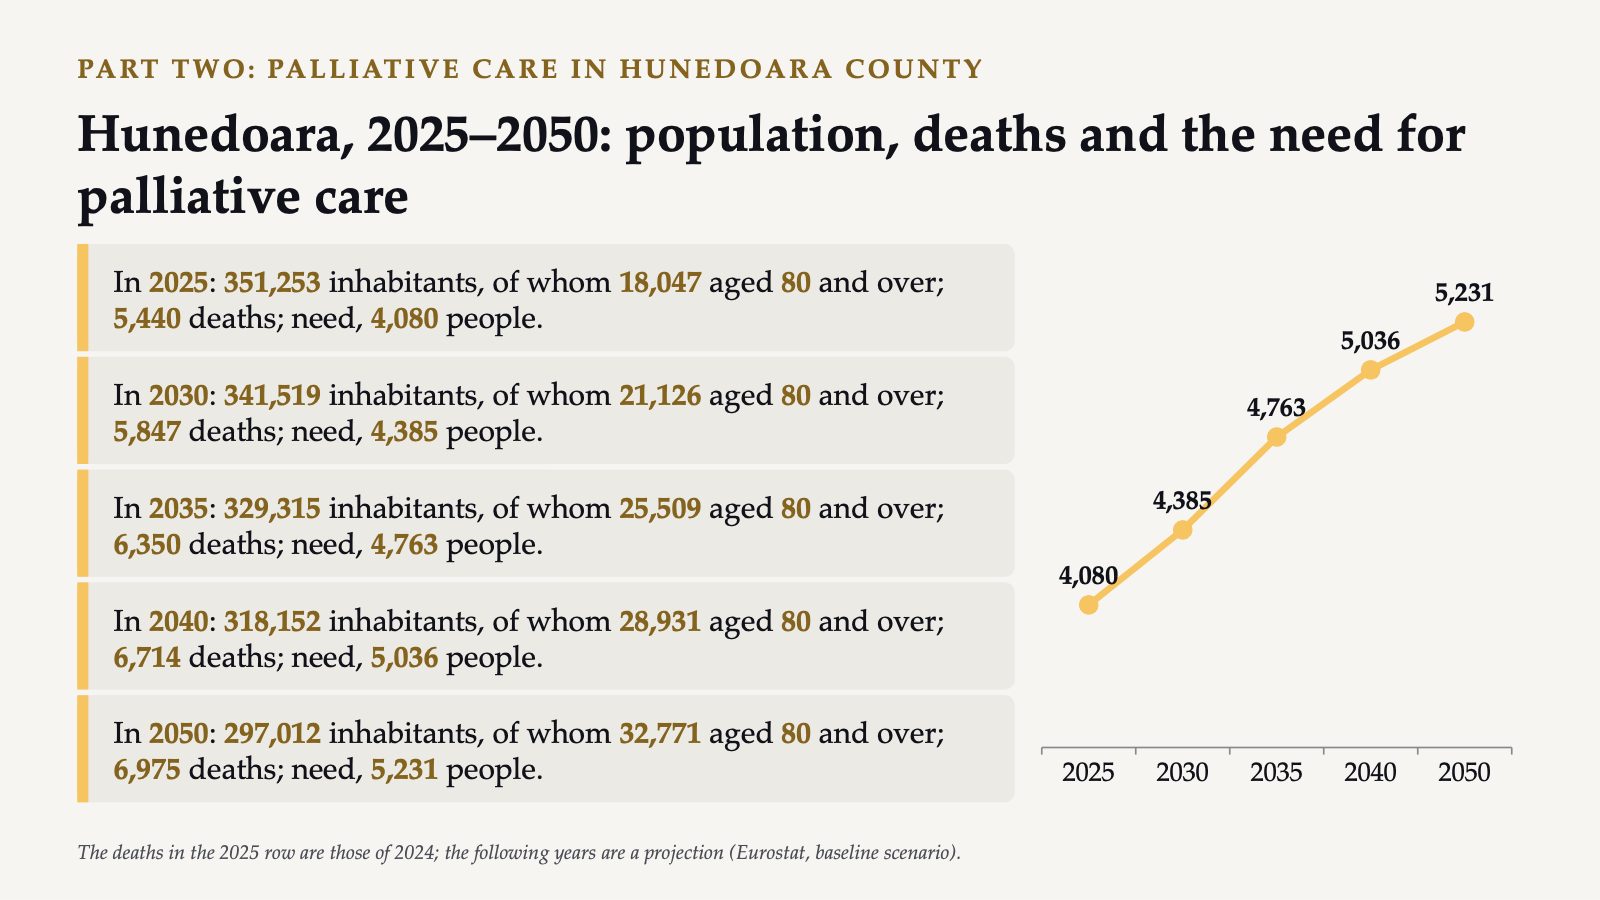 PART TWO: PALLIATIVE CARE IN HUNEDOARA COUNTY
Hunedoara, 2025–2050: population, deaths and the need for
palliative care
In 2025: 351,253 inhabitants, of whom 18,047 aged 80 and over;
5,440 deaths; need, 4,080 people.
In 2030: 341,519 inhabitants, of whom 21,126 aged 80 and over;
5,847 deaths; need, 4,385 people.
In 2035: 329,315 inhabitants, of whom 25,509 aged 80 and over;
6,350 deaths; need, 4,763 people.
In 2040: 318,152 inhabitants, of whom 28,931 aged 80 and over;
6,714 deaths; need, 5,036 people.
In 2050: 297,012 inhabitants, of whom 32,771 aged 80 and over;
6,975 deaths; need, 5,231 people.
4,080
4,385
4,763
5,036
5,231
2025 2030 2035 2040 2050
The deaths in the 2025 row are those of 2024; the following years are a projection (Eurostat, baseline scenario).